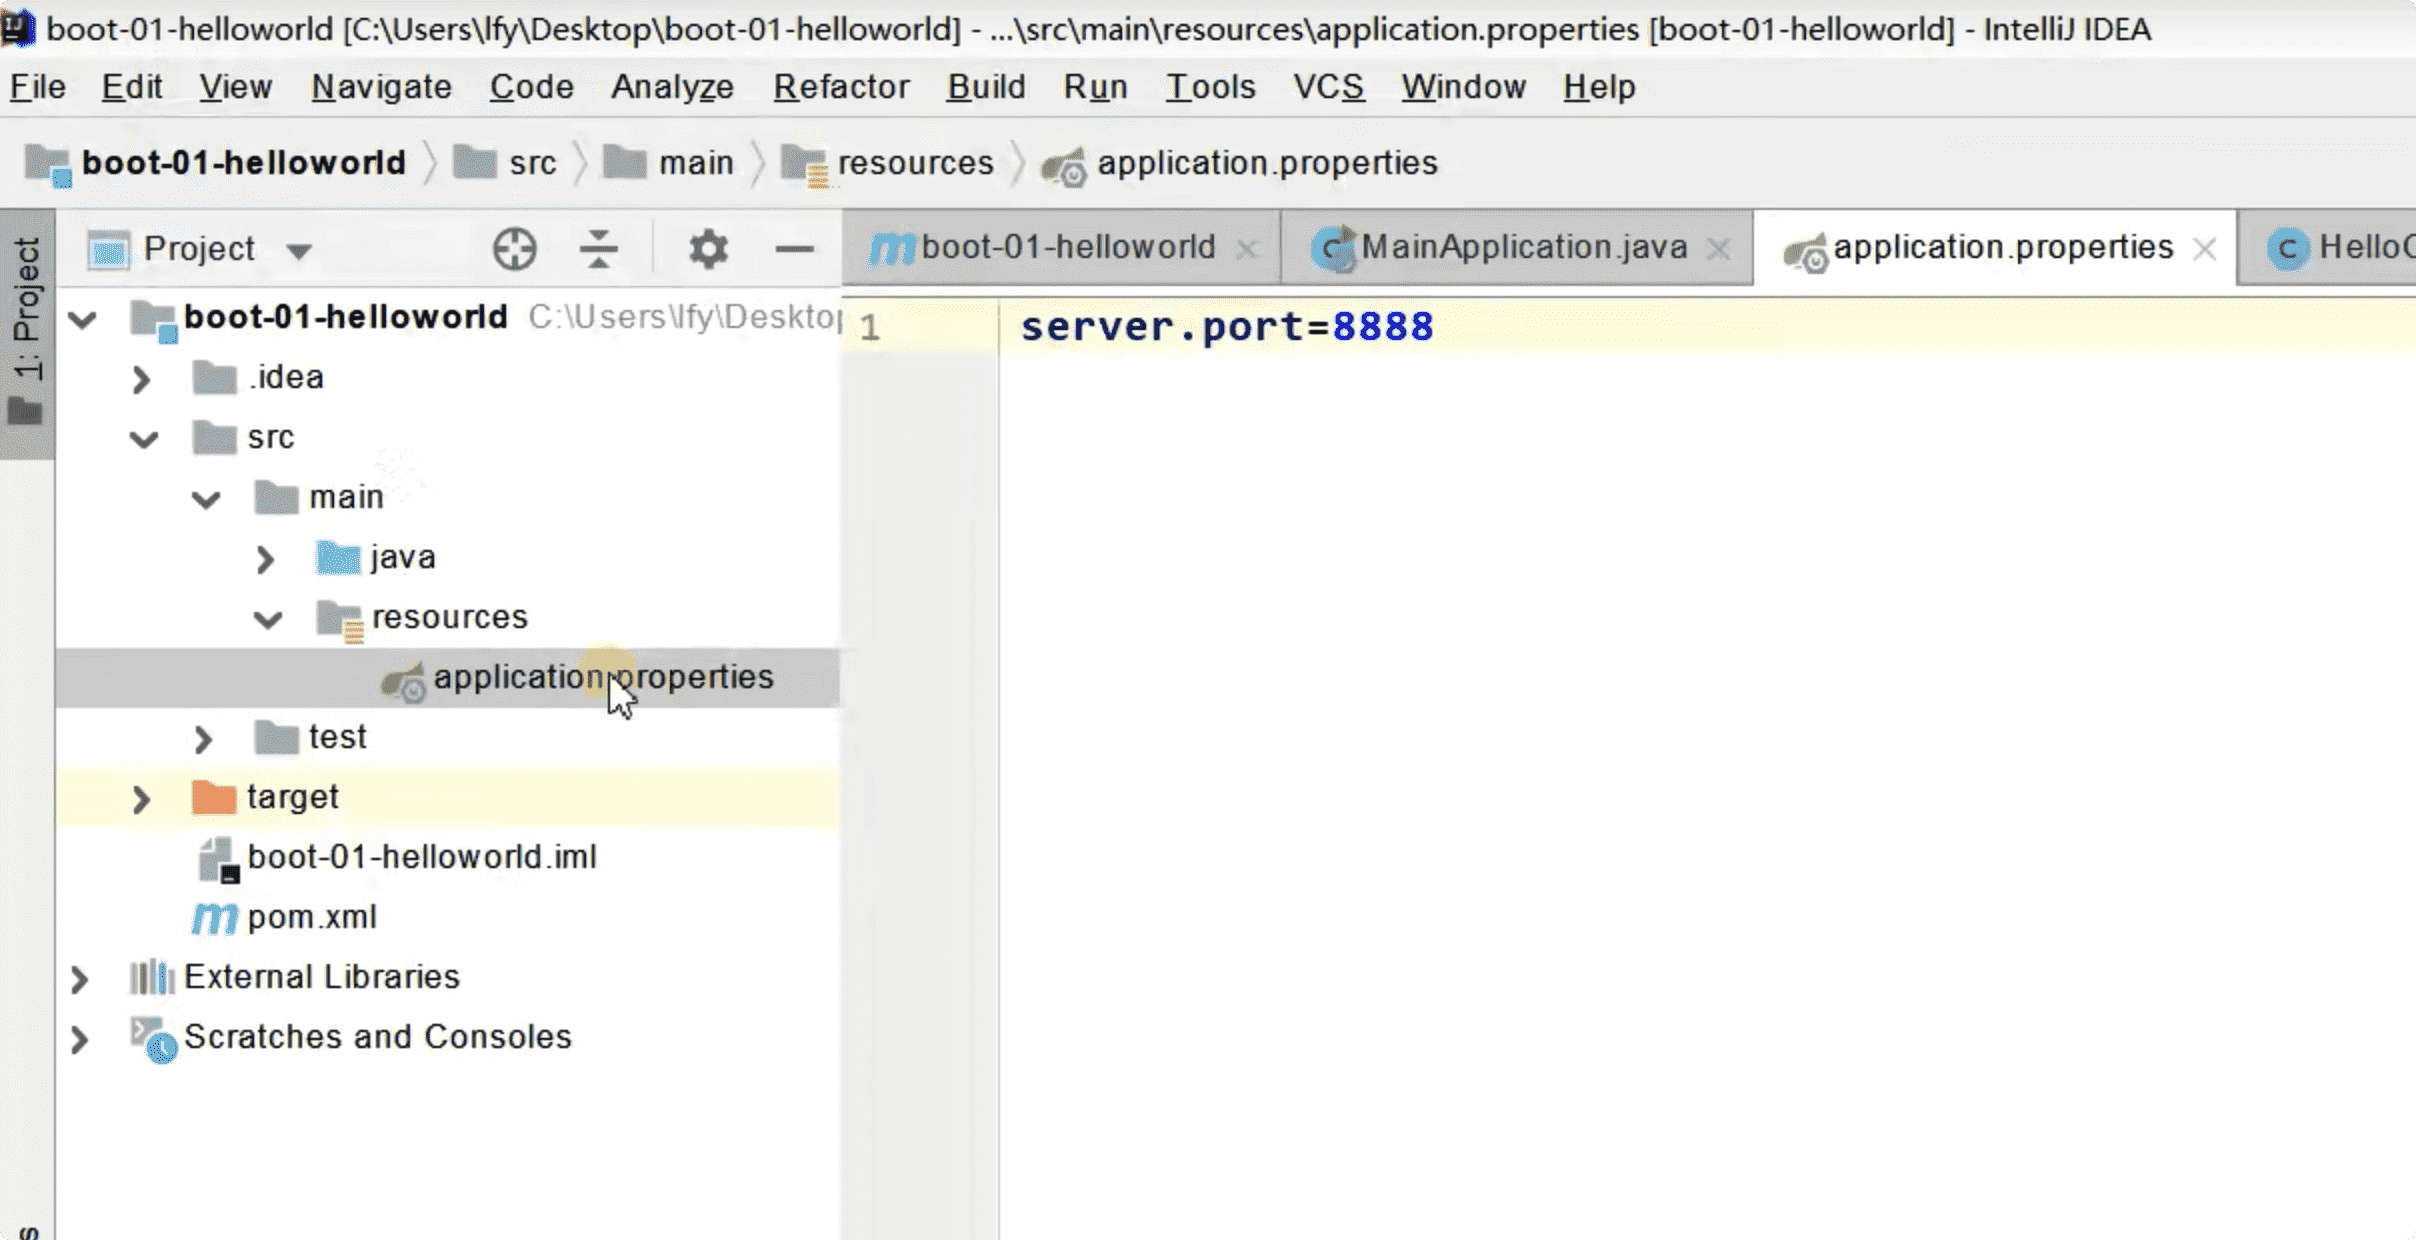 boot-01-helloworld [C:\Users\lfy\Desktop\boot-01-helloworld] - ...\src\main\resources\application.properties [boot-01-helloworld] - IntelliJ IDEA
File Edit View Navigate Code Analyze Refactor Build Run Tools VCS Window Help
boot-01-helloworld src main resources application.properties
1: Project
Project
boot-01-helloworld MainApplication.java application.properties
boot-01-helloworld C:\Users\lfy\Deskto
.idea
src
main
java
resources
application.properties
test
target
boot-01-helloworld.iml
pom.xml
External Libraries
Scratches and Consoles
1 server.port=8888